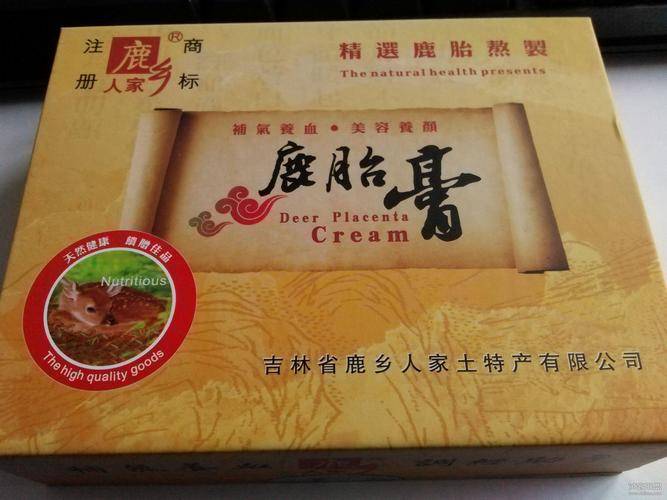 注册 鹿乡人家 ® 商标
精選鹿胎熬製
The natural health presents
補氣養血·美容養顏
鹿胎膏
Deer Placenta
Cream
天然健康 饋贈佳品
Nutritious
The high quality goods
吉林省鹿乡人家土特产有限公司